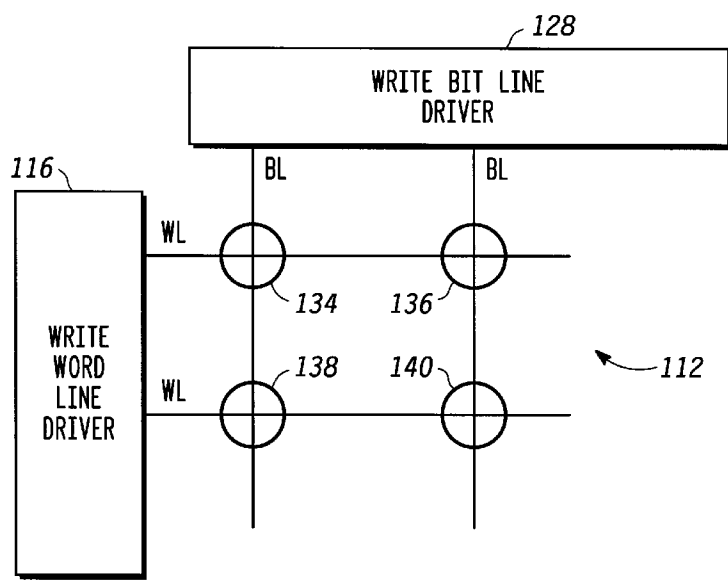 128
WRITE BIT LINE
DRIVER
116
BL
BL
WL
134
136
WRITE
WORD
LINE
DRIVER
138
140
112
WL